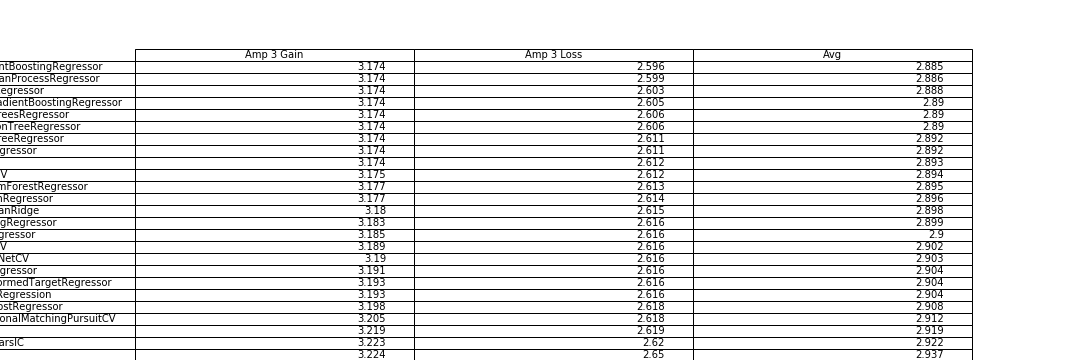 Amp 3 Gain Amp 3 Loss Avg
ntBoostingRegressor 3.174 2.596 2.885
anProcessRegressor 3.174 2.599 2.886
egressor 3.174 2.603 2.888
adientBoostingRegressor 3.174 2.605 2.89
reesRegressor 3.174 2.606 2.89
onTreeRegressor 3.174 2.606 2.89
reeRegressor 3.174 2.611 2.892
gressor 3.174 2.611 2.892
3.174 2.612 2.893
V 3.175 2.612 2.894
mForestRegressor 3.177 2.613 2.895
nRegressor 3.177 2.614 2.896
anRidge 3.18 2.615 2.898
gRegressor 3.183 2.616 2.899
gressor 3.185 2.616 2.9
V 3.189 2.616 2.902
NetCV 3.19 2.616 2.903
gressor 3.191 2.616 2.904
ormedTargetRegressor 3.193 2.616 2.904
Regression 3.193 2.616 2.904
ostRegressor 3.198 2.618 2.908
onalMatchingPursuitCV 3.205 2.618 2.912
3.219 2.619 2.919
arsIC 3.223 2.62 2.922
3.224 2.65 2.937